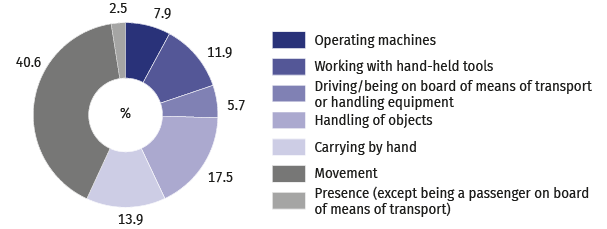 2.5
7.9
11.9
5.7
17.5
13.9
40.6
%
Operating machines
Working with hand-held tools
Driving/being on board of means of transport
or handling equipment
Handling of objects
Carrying by hand
Movement
Presence (except being a passenger on board
of means of transport)